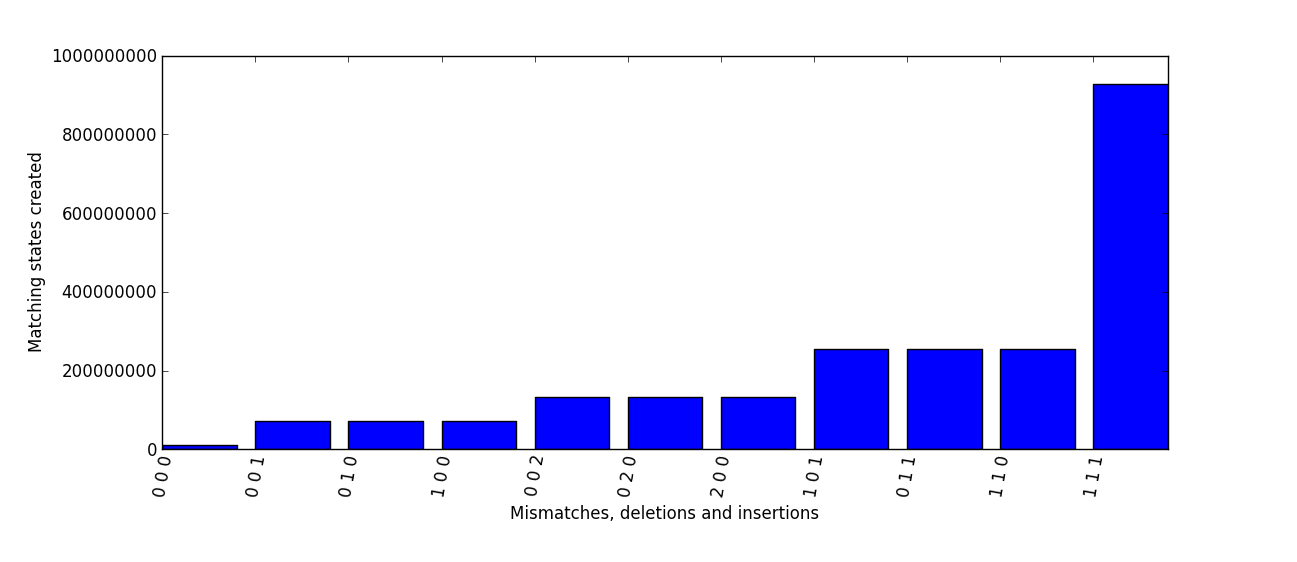 1000000000
800000000
600000000
400000000
200000000
0
Matching states created
0 0 0
0 0 1
0 1 0
1 0 0
0 0 2
0 2 0
2 0 0
1 0 1
0 1 1
1 1 0
1 1 1
Mismatches, deletions and insertions